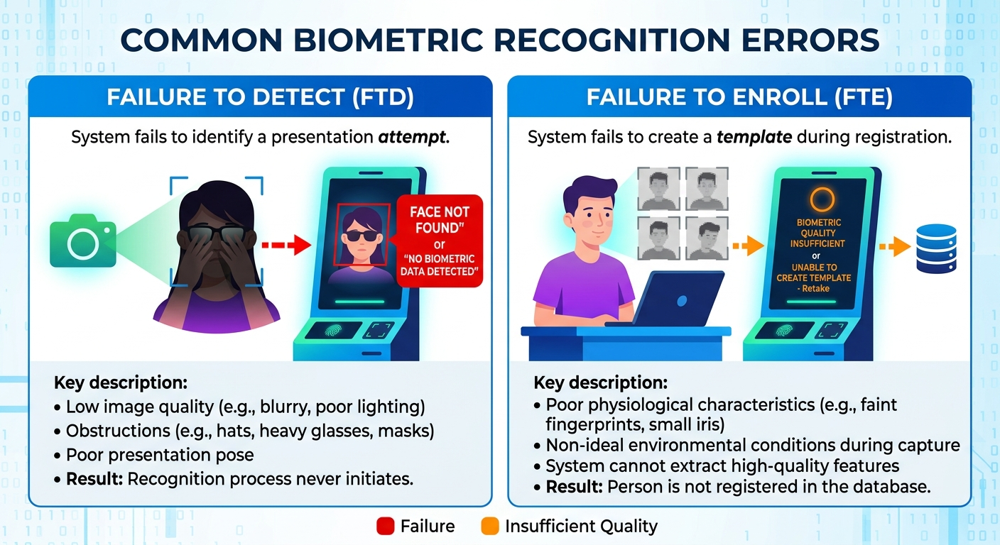 COMMON BIOMETRIC RECOGNITION ERRORS
FAILURE TO DETECT (FTD)
System fails to identify a presentation attempt.
FACE NOT
FOUND"
or
"NO BIOMETRIC
DATA DETECTED"
Key description:
• Low image quality (e.g., blurry, poor lighting)
• Obstructions (e.g., hats, heavy glasses, masks)
• Poor presentation pose
• Result: Recognition process never initiates.
FAILURE TO ENROLL (FTE)
System fails to create a template during registration.
BIOMETRIC
QUALITY
INSUFFICIENT
or
UNABLE TO
CREATE TEMPLATE
- Retake
Key description:
• Poor physiological characteristics (e.g., faint
fingerprints, small iris)
• Non-ideal environmental conditions during capture
• System cannot extract high-quality features
• Result: Person is not registered in the database.
Failure
Insufficient Quality